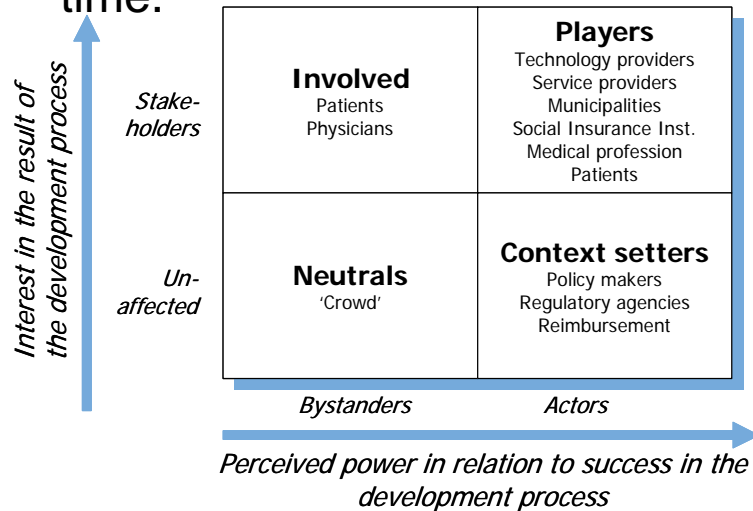 time.
Interest in the result of
the development process
Stake-
holders
Involved
Patients
Physicians
Players
Technology providers
Service providers
Municipalities
Social Insurance Inst.
Medical profession
Patients
Un-
affected
Neutrals
‘Crowd’
Context setters
Policy makers
Regulatory agencies
Reimbursement
Bystanders
Actors
Perceived power in relation to success in the
development process